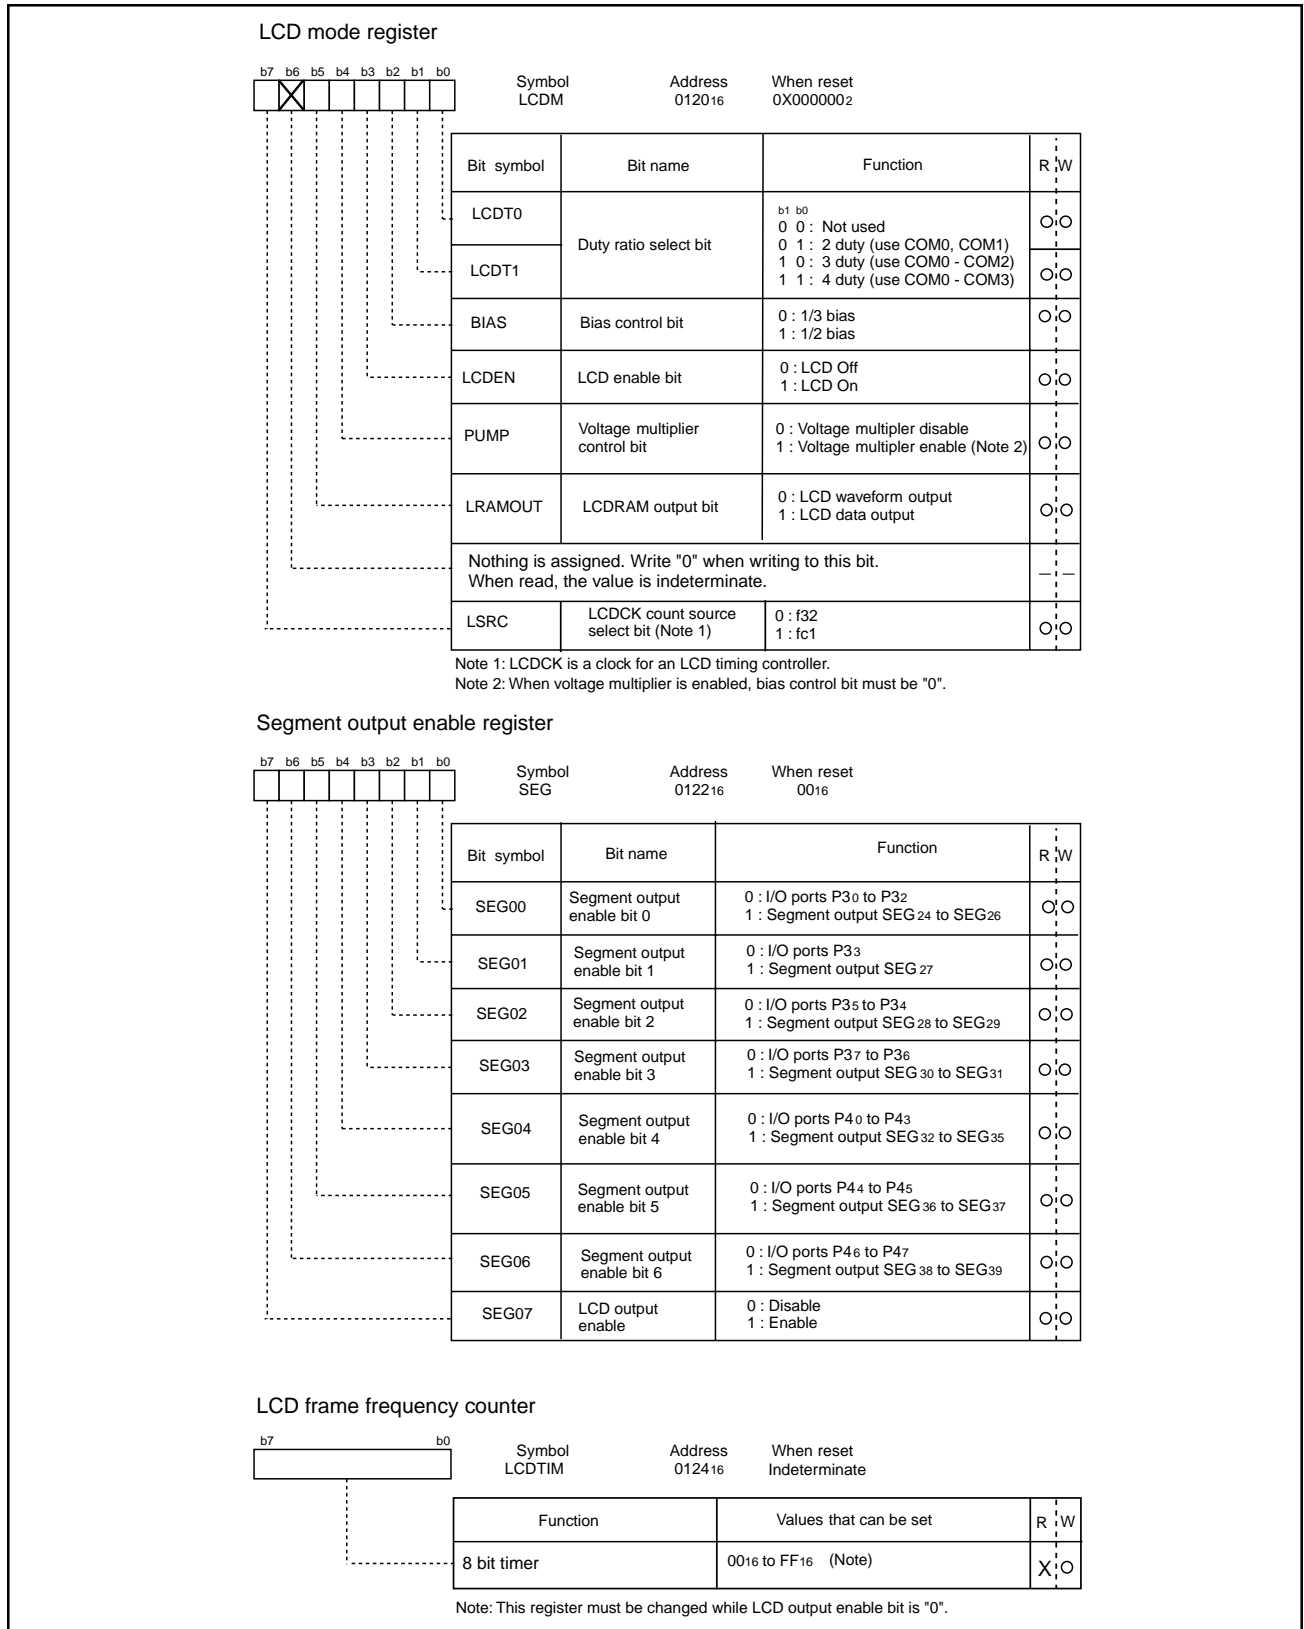 LCD mode register
b7 b6 b5 b4 b3 b2 b1 b0
Symbol Address When reset
LCDM 012016 0X0000002
Bit symbol Bit name Function R W
LCDT0
LCDT1
Duty ratio select bit
b1 b0
0 0 : Not used
0 1 : 2 duty (use COM0, COM1)
1 0 : 3 duty (use COM0 - COM2)
1 1 : 4 duty (use COM0 - COM3)
BIAS Bias control bit
0 : 1/3 bias
1 : 1/2 bias
LCDEN LCD enable bit
0 : LCD Off
1 : LCD On
PUMP
Voltage multiplier
control bit
0 : Voltage multipler disable
1 : Voltage multipler enable (Note 2)
LRAMOUT LCDRAM output bit
0 : LCD waveform output
1 : LCD data output
Nothing is assigned. Write "0" when writing to this bit.
When read, the value is indeterminate.
LSRC
LCDCK count source
select bit (Note 1)
0 : f32
1 : fc1
Note 1: LCDCK is a clock for an LCD timing controller.
Note 2: When voltage multiplier is enabled, bias control bit must be "0".
Segment output enable register
b7 b6 b5 b4 b3 b2 b1 b0
Symbol Address When reset
SEG 012216 0016
Bit symbol Bit name Function R W
SEG00
Segment output
enable bit 0
0 : I/O ports P30 to P32
1 : Segment output SEG24 to SEG26
SEG01
Segment output
enable bit 1
0 : I/O ports P33
1 : Segment output SEG27
SEG02
Segment output
enable bit 2
0 : I/O ports P35 to P34
1 : Segment output SEG28 to SEG29
SEG03
Segment output
enable bit 3
0 : I/O ports P37 to P36
1 : Segment output SEG30 to SEG31
SEG04
Segment output
enable bit 4
0 : I/O ports P40 to P43
1 : Segment output SEG32 to SEG35
SEG05
Segment output
enable bit 5
0 : I/O ports P44 to P45
1 : Segment output SEG36 to SEG37
SEG06
Segment output
enable bit 6
0 : I/O ports P46 to P47
1 : Segment output SEG38 to SEG39
SEG07
LCD output
enable
0 : Disable
1 : Enable
LCD frame frequency counter
b7 b0
Symbol Address When reset
LCDTIM 012416 Indeterminate
Function Values that can be set R W
8 bit timer 0016 to FF16 (Note) X
Note: This register must be changed while LCD output enable bit is "0".